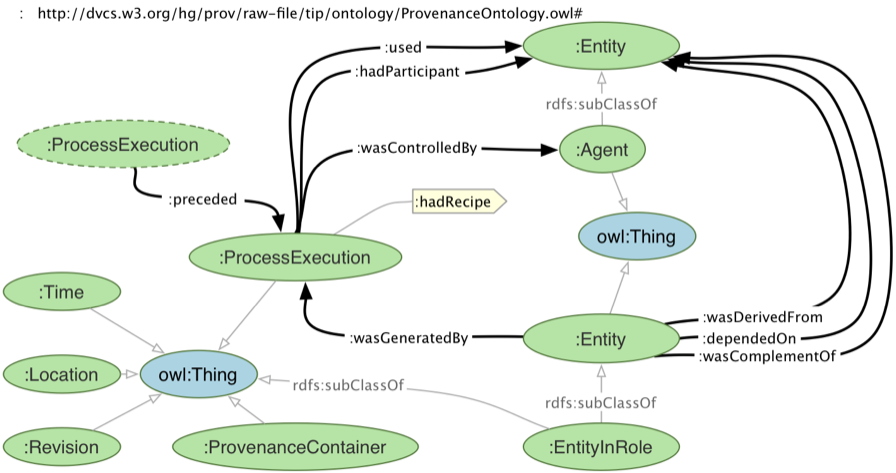 : http://dvcs.w3.org/hg/prov/raw-file/tip/ontology/ProvenanceOntology.owl#
:used
:Entity
:hadParticipant
rdfs:subClassOf
:ProcessExecution
:wasControlledBy
:Agent
:preceded
:hadRecipe
owl:Thing
:ProcessExecution
:Time
:wasDerivedFrom
:wasGeneratedBy
:Entity
:dependedOn
:wasComplementOf
:Location
owl:Thing
rdfs:subClassOf
rdfs:subClassOf
:Revision
:ProvenanceContainer
:EntityInRole